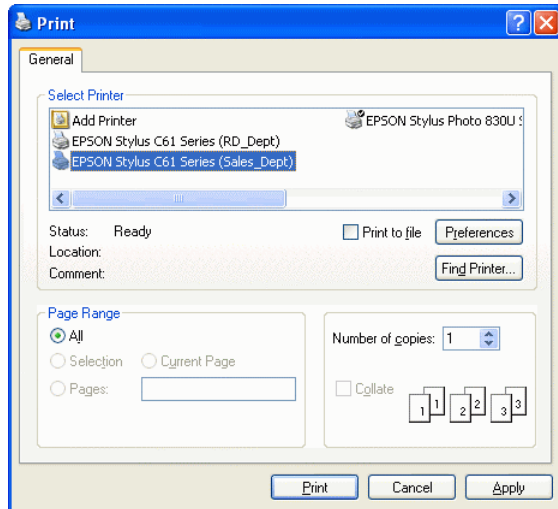 Print
General
Select Printer
Add Printer
EPSON Stylus Photo 830U S
EPSON Stylus C61 Series (RD_Dept)
EPSON Stylus C61 Series (Sales_Dept)
Status: Ready
Print to file
Preferences
Location:
Comment:
Find Printer...
Page Range
All
Selection
Current Page
Pages:
Number of copies: 1
Collate
1 1 2 2 3 3
Print
Cancel
Apply